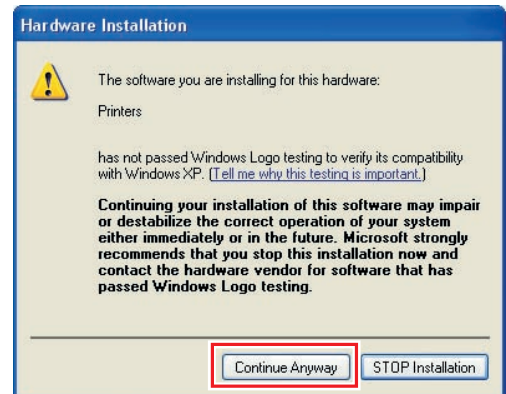 Hardware Installation
The software you are installing for this hardware:
Printers
has not passed Windows Logo testing to verify its compatibility
with Windows XP. (Tell me why this testing is important.)
Continuing your installation of this software may impair
or destabilize the correct operation of your system
either immediately or in the future. Microsoft strongly
recommends that you stop this installation now and
contact the hardware vendor for software that has
passed Windows Logo testing.
Continue Anyway
STOP Installation